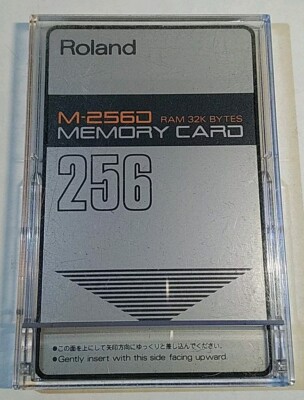 Roland
M-256D RAM 32K BYTES
MEMORY CARD
256
●この面を上にして矢印方向にゆっくりと差し込んでください。
●Gently insert with this side facing upward.